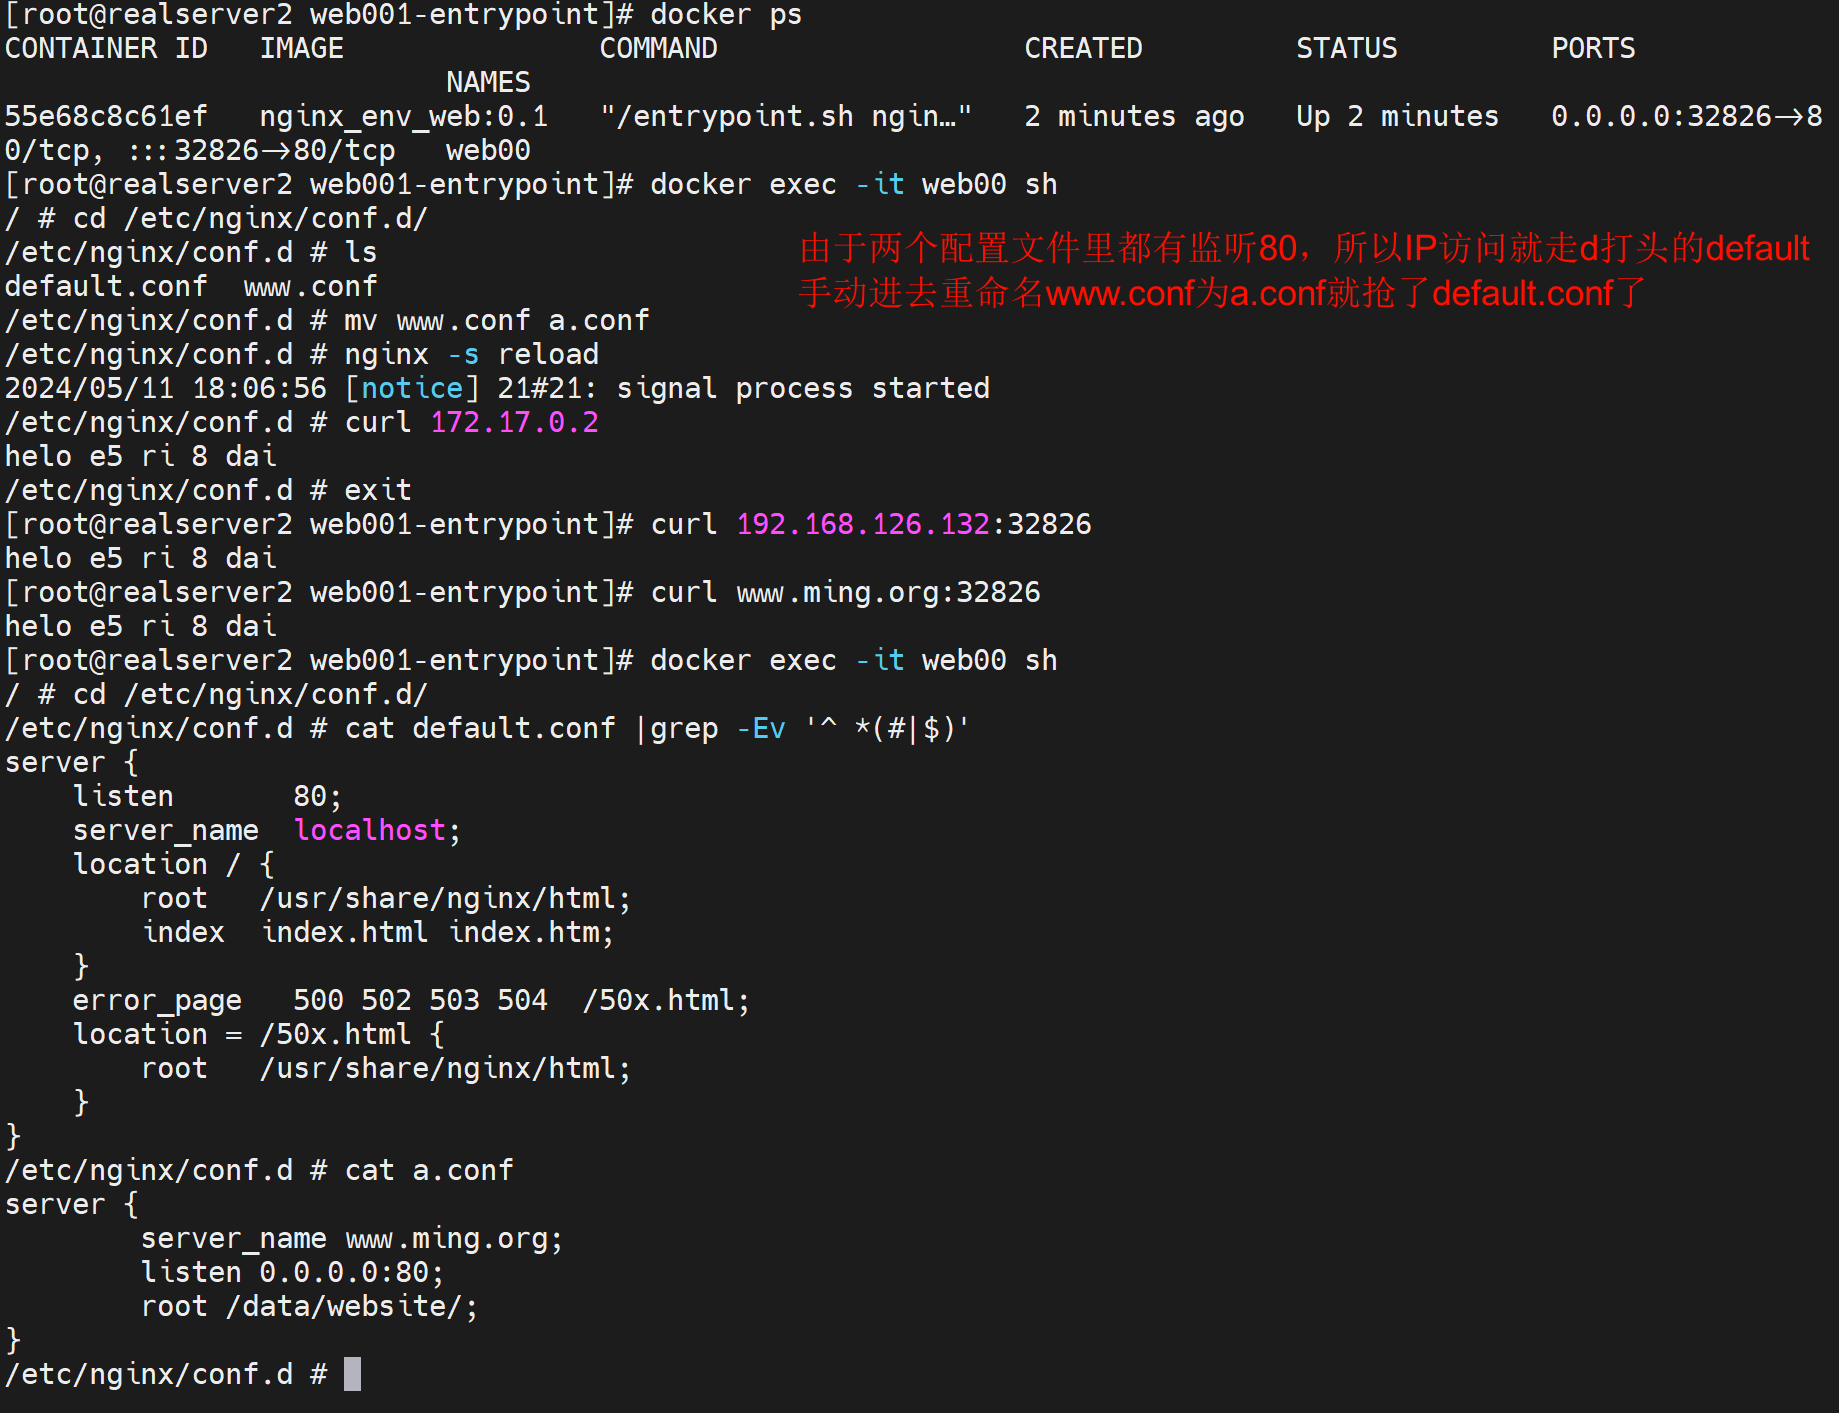 [root@realserver2 web001-entrypoint]# docker ps
CONTAINER ID   IMAGE               COMMAND                  CREATED         STATUS         PORTS
                          NAMES
55e68c8c61ef   nginx_env_web:0.1   "/entrypoint.sh ngin…"   2 minutes ago   Up 2 minutes   0.0.0.0:32826->8
0/tcp, :::32826->80/tcp   web00
[root@realserver2 web001-entrypoint]# docker exec -it web00 sh
/ # cd /etc/nginx/conf.d/
/etc/nginx/conf.d # ls
由于两个配置文件里都有监听80，所以IP访问就走d打头的default
default.conf  www.conf
手动进去重命名www.conf为a.conf就抢了default.conf了
/etc/nginx/conf.d # mv www.conf a.conf
/etc/nginx/conf.d # nginx -s reload
2024/05/11 18:06:56 [notice] 21#21: signal process started
/etc/nginx/conf.d # curl 172.17.0.2
helo e5 ri 8 dai
/etc/nginx/conf.d # exit
[root@realserver2 web001-entrypoint]# curl 192.168.126.132:32826
helo e5 ri 8 dai
[root@realserver2 web001-entrypoint]# curl www.ming.org:32826
helo e5 ri 8 dai
[root@realserver2 web001-entrypoint]# docker exec -it web00 sh
/ # cd /etc/nginx/conf.d/
/etc/nginx/conf.d # cat default.conf |grep -Ev '^ *(#|$)'
server {
    listen       80;
    server_name  localhost;
    location / {
        root   /usr/share/nginx/html;
        index  index.html index.htm;
    }
    error_page   500 502 503 504  /50x.html;
    location = /50x.html {
        root   /usr/share/nginx/html;
    }
}
/etc/nginx/conf.d # cat a.conf
server {
        server_name www.ming.org;
        listen 0.0.0.0:80;
        root /data/website/;
}
/etc/nginx/conf.d #